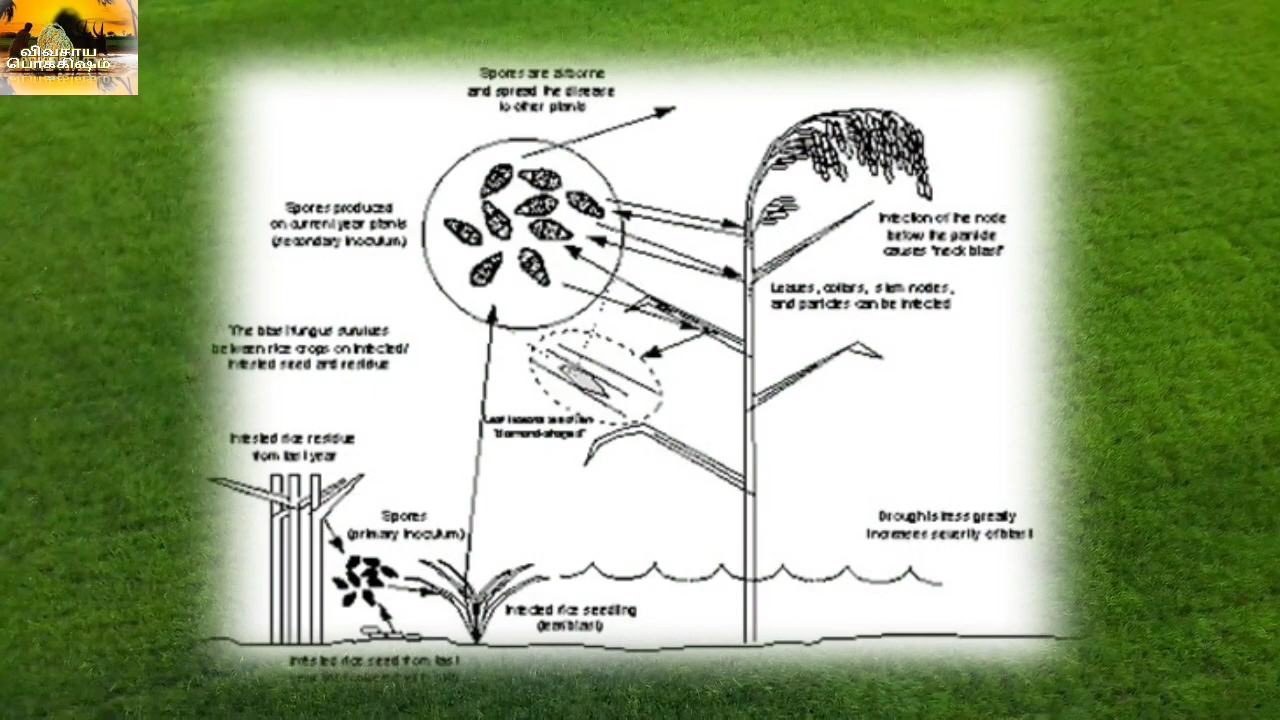 விவசாய
பொக்கிஷம்
Spores are airborne
and spread the disease
to other plants
Spores produced
on current year plants
(secondary inoculum)
Infection of the node
below the panicle
causes "neck blast"
Leaves, collars, stem nodes,
and panicles can be infected
The blast fungus survives
between rice crops on infected/
infested seed and residue
Leaf lesions are often
"diamond-shaped"
Infested rice residue
from last year
Spores
(primary inoculum)
Drought stress greatly
increases severity of blast
Infected rice seedling
(leaf blast)
Infested rice seed from last